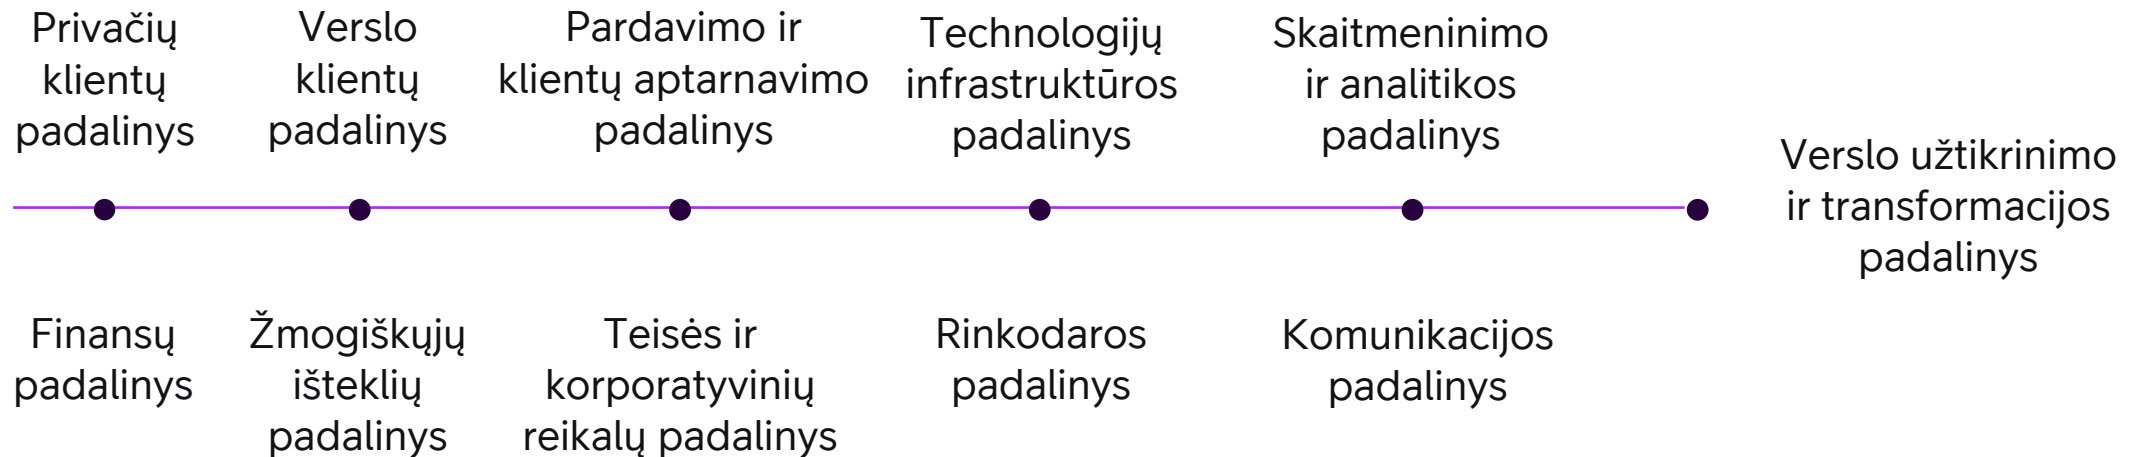 Privačių
klientų
padalinys
Verslo
klientų
padalinys
Pardavimo ir
klientų aptarnavimo
padalinys
Technologijų
infrastruktūros
padalinys
Skaitmeninimo
ir analitikos
padalinys
Verslo užtikrinimo
ir transformacijos
padalinys
Finansų
padalinys
Žmogiškųjų
išteklių
padalinys
Teisės ir
korporatyvinių
reikalų padalinys
Rinkodaros
padalinys
Komunikacijos
padalinys